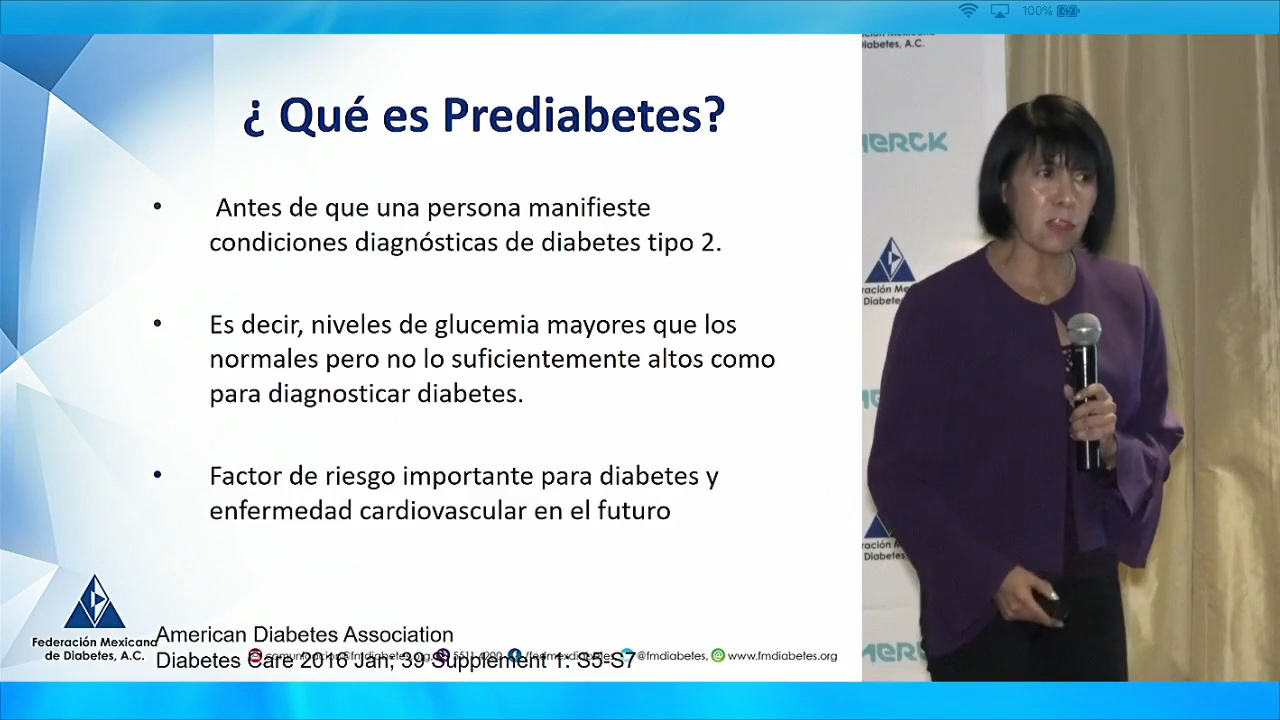 100%
¿ Qué es Prediabetes?
• Antes de que una persona manifieste
condiciones diagnósticas de diabetes tipo 2.
• Es decir, niveles de glucemia mayores que los
normales pero no lo suficientemente altos como
para diagnosticar diabetes.
• Factor de riesgo importante para diabetes y
enfermedad cardiovascular en el futuro
Federación Mexicana
de Diabetes, A.C.
American Diabetes Association
Diabetes Care 2016 Jan; 39 Supplement 1: S5-S7
@fmdiabetes, www.fmdiabetes.org
Diabetes, A.C.
MERCK
Diabetes